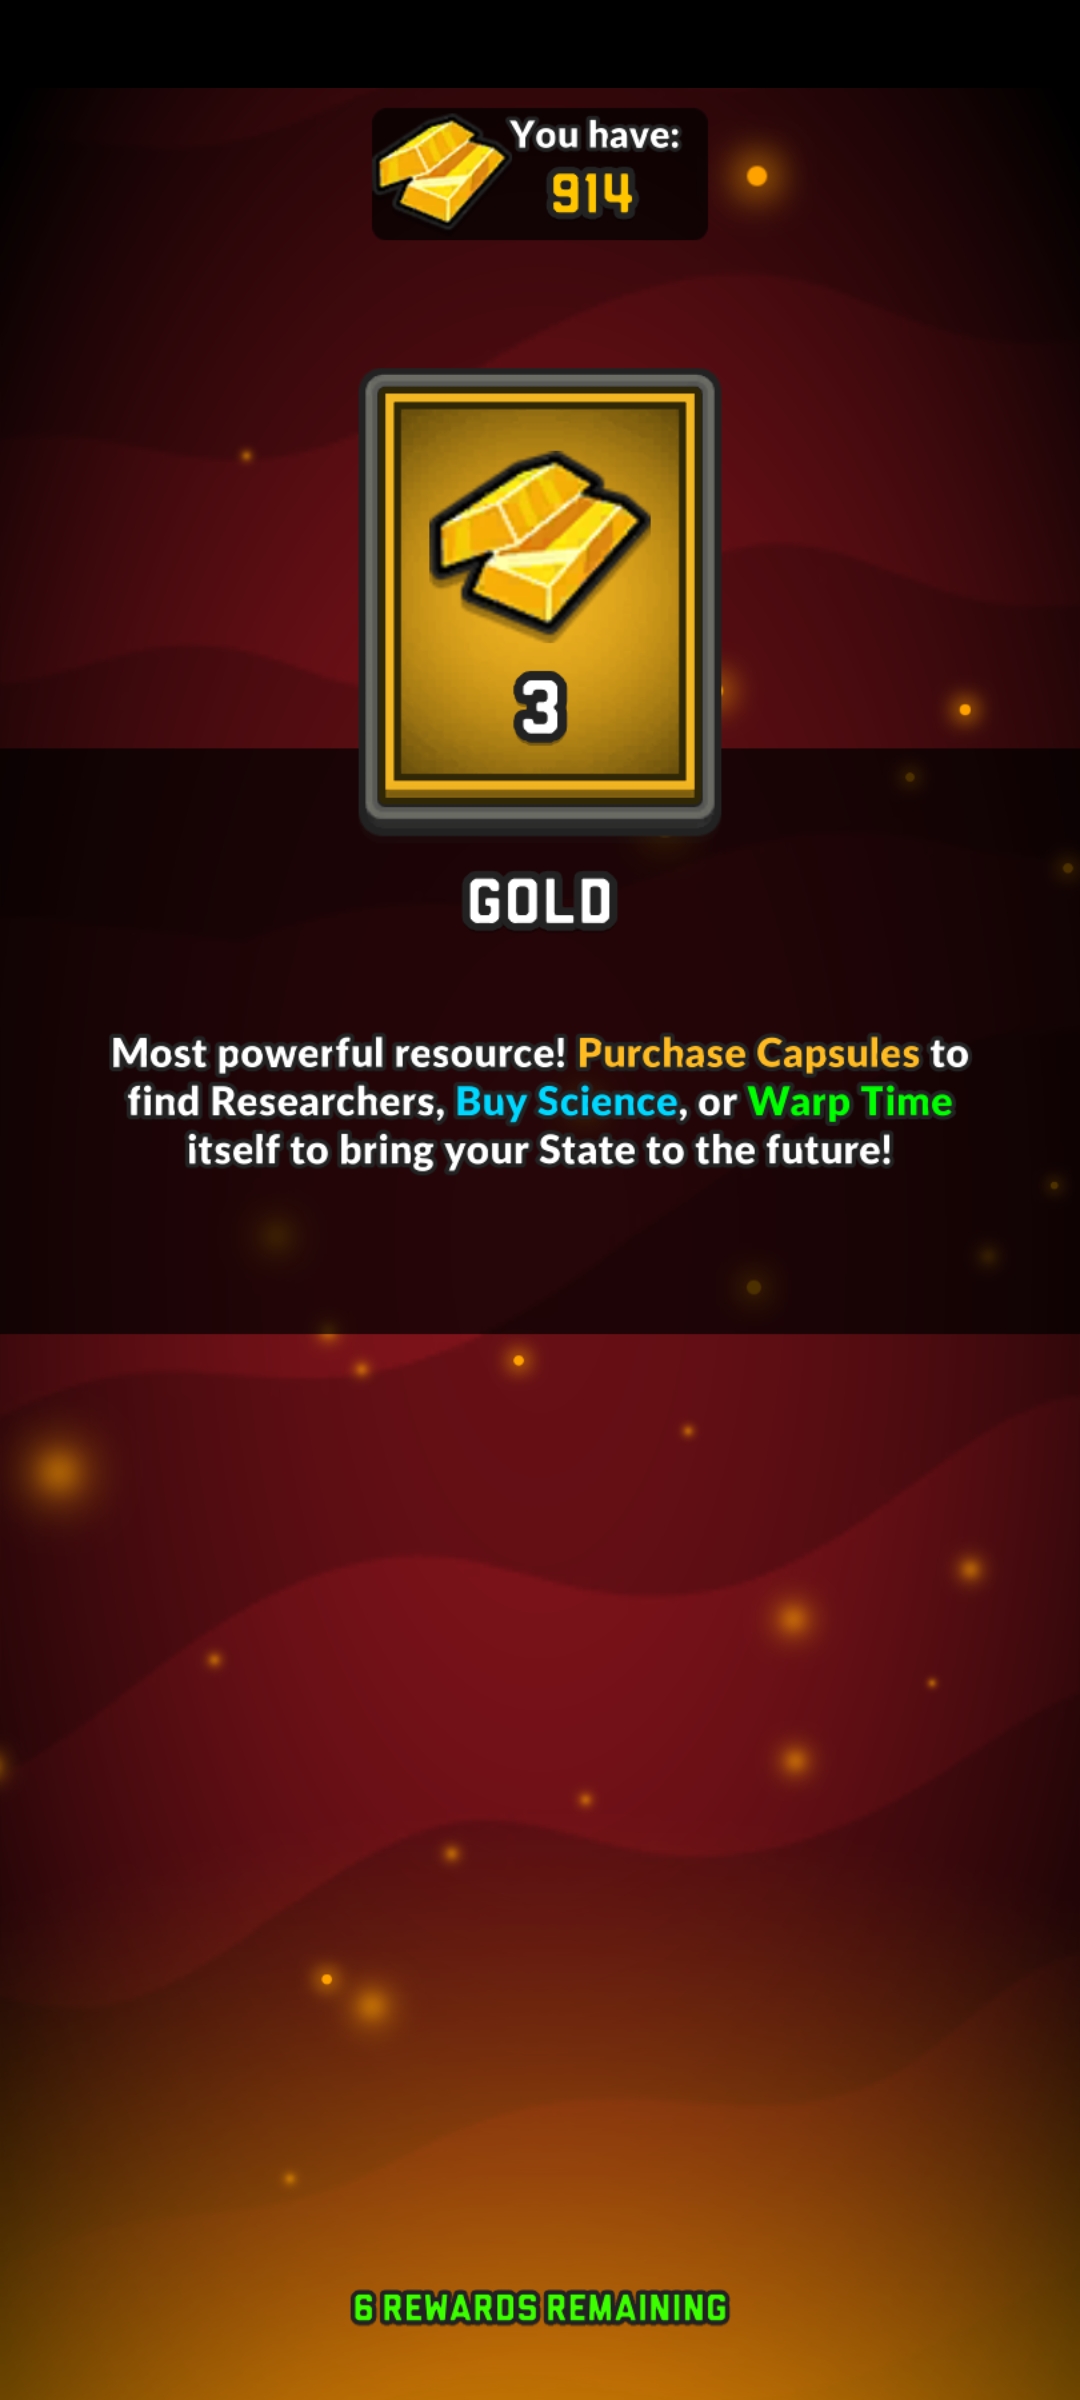 You have:
914
3
GOLD
Most powerful resource! Purchase Capsules to
find Researchers, Buy Science, or Warp Time
itself to bring your State to the future!
6 REWARDS REMAINING